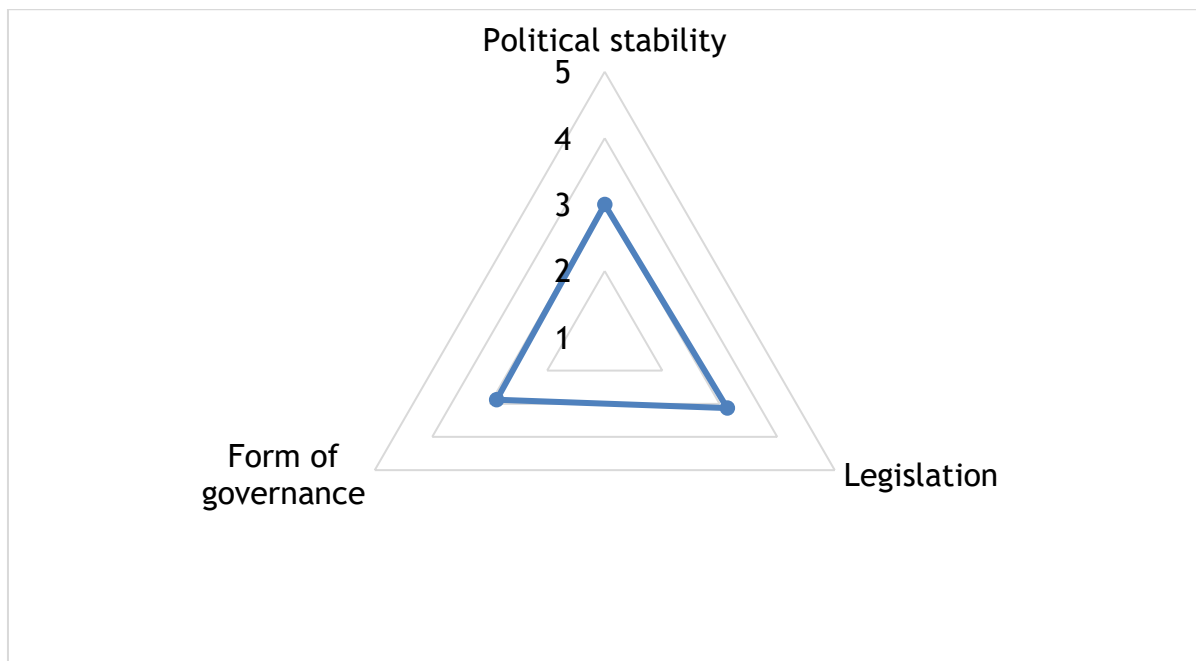 Political stability
5
4
3
2
1
Form of
governance
Legislation